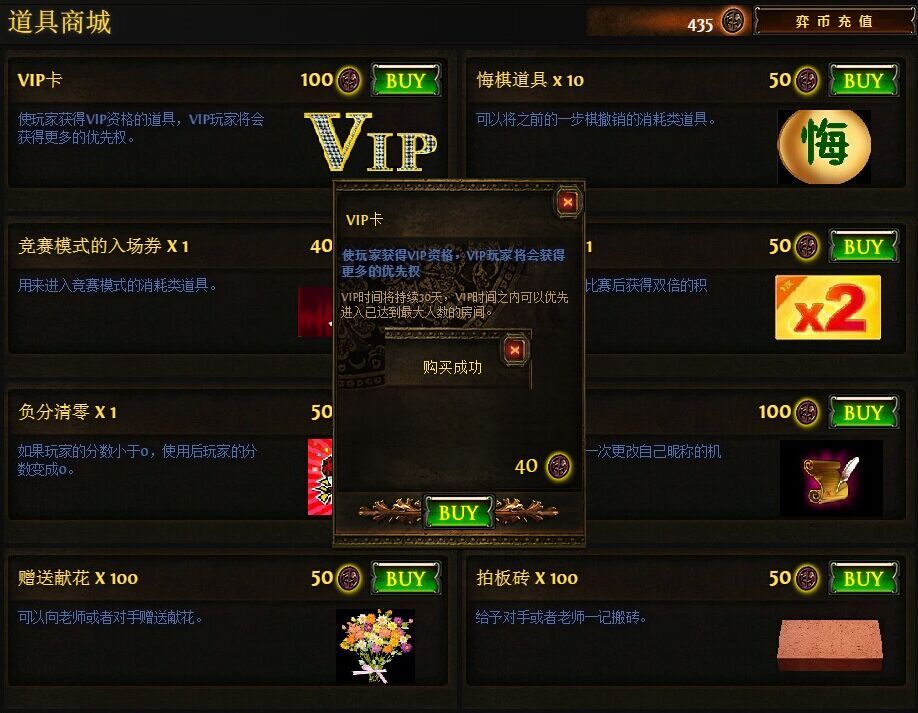 道具商城
435
弈币充值
VIP卡
100
BUY
使玩家获得VIP资格的道具，VIP玩家将会
获得更多的优先权。
VIP
悔棋道具 x 10
50
BUY
可以将之前的一步棋撤销的消耗类道具。
悔
竞赛模式的入场券 X 1
40
用来进入竞赛模式的消耗类道具。
1
50
BUY
比赛后获得双倍的积
1次
x2
负分清零 X 1
50
如果玩家的分数小于0，使用后玩家的分
数变成0。
100
BUY
一次更改自己昵称的机
赠送献花 X 100
50
BUY
可以向老师或者对手赠送献花。
拍板砖 X 100
50
BUY
给予对手或者老师一记搬砖。
VIP卡
使玩家获得VIP资格，VIP玩家将会获得
更多的优先权
VIP时间将持续30天，VIP时间之内可以优先
进入已达到最大人数的房间。
购买成功
40
BUY